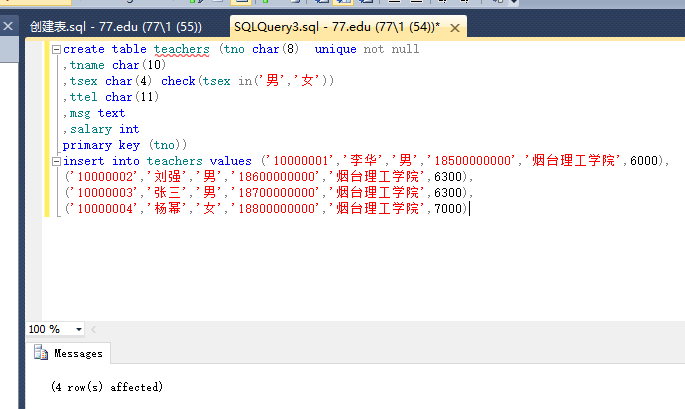 创建表.sql - 77.edu (77\1 (55))
SQLQuery3.sql - 77.edu (77\1 (54))*
create table teachers (tno char(8)  unique not null
,tname char(10)
,tsex char(4) check(tsex in('男','女'))
,ttel char(11)
,msg text
,salary int
primary key (tno))
insert into teachers values ('10000001','李华','男','18500000000','烟台理工学院',6000),
('10000002','刘强','男','18600000000','烟台理工学院',6300),
('10000003','张三','男','18700000000','烟台理工学院',6300),
('10000004','杨幂','女','18800000000','烟台理工学院',7000)
100 %
Messages
(4 row(s) affected)